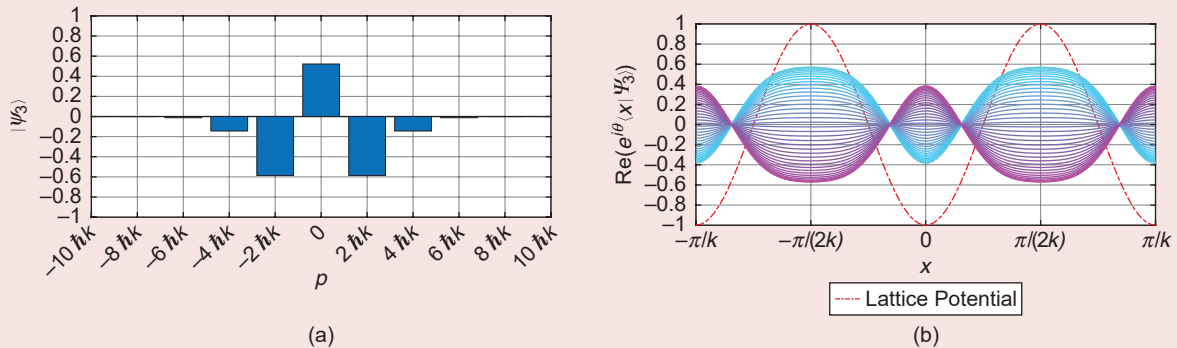 |ψ₃⟩
1
0.8
0.6
0.4
0.2
0
−0.2
−0.4
−0.6
−0.8
−1
−10 ħk
−8 ħk
−6 ħk
−4 ħk
−2 ħk
0
2 ħk
4 ħk
6 ħk
8 ħk
10 ħk
p
(a)
Re(e^{iθ}⟨x|Ψ₃⟩)
1
0.8
0.6
0.4
0.2
0
−0.2
−0.4
−0.6
−0.8
−1
−π/k
−π/(2k)
0
π/(2k)
π/k
x
Lattice Potential
(b)